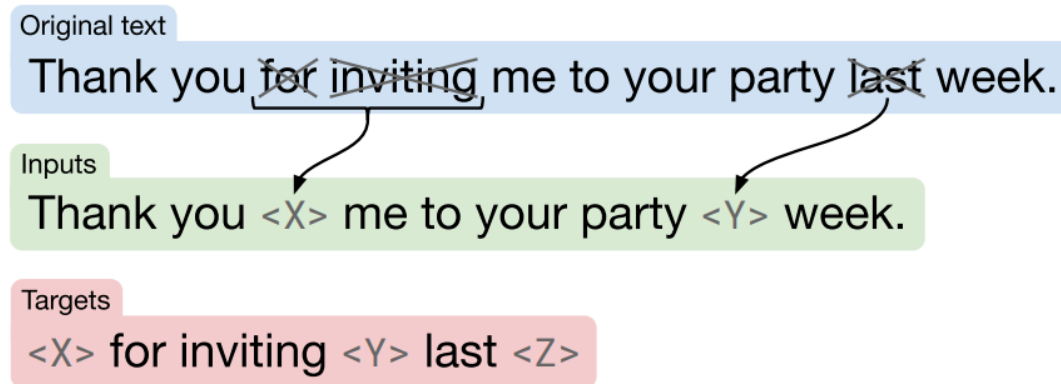 Original text
Thank you for inviting me to your party last week.
Inputs
Thank you <X> me to your party <Y> week.
Targets
<X> for inviting <Y> last <Z>